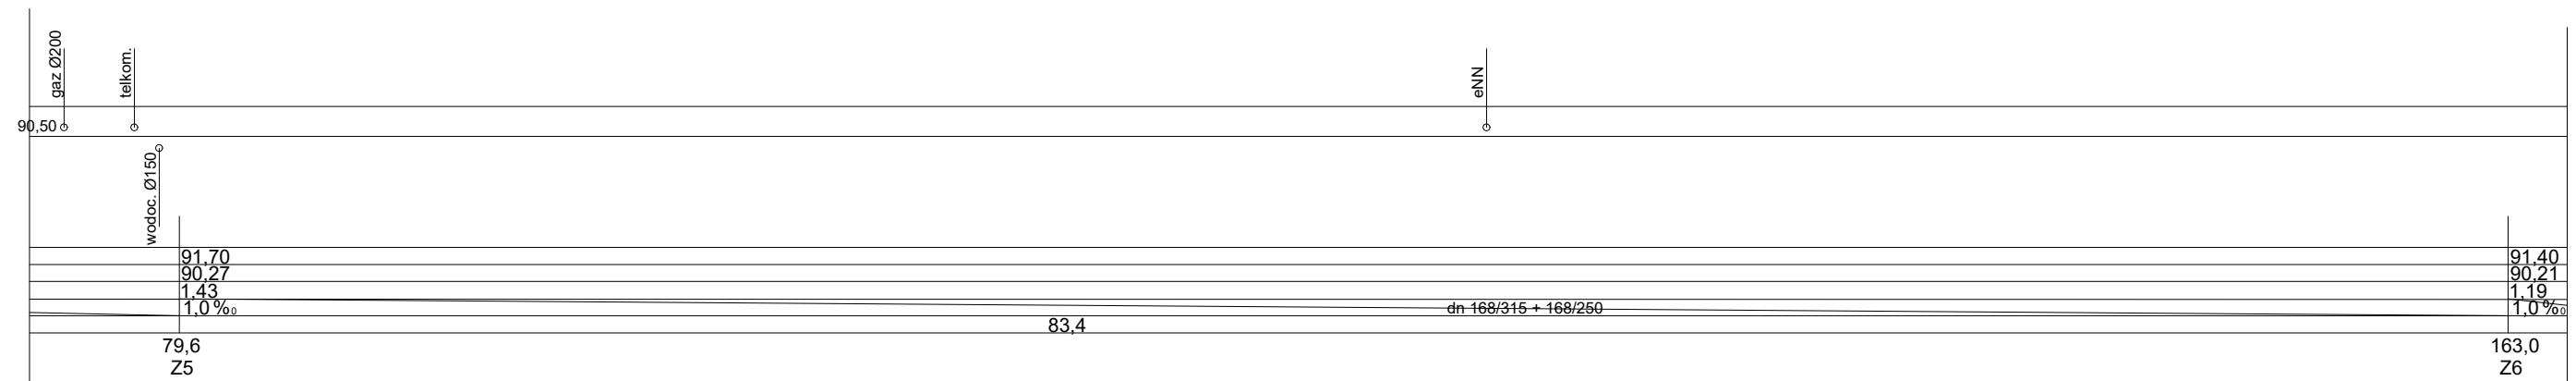 gaz Ø200
telkom.
eNN
90,50
wodoc. Ø150
91,70
91,40
90,27
90,21
1,43
1,19
1,0‰
dn 168/315 + 168/250
1,0‰
83,4
79,6
163,0
Z5
Z6